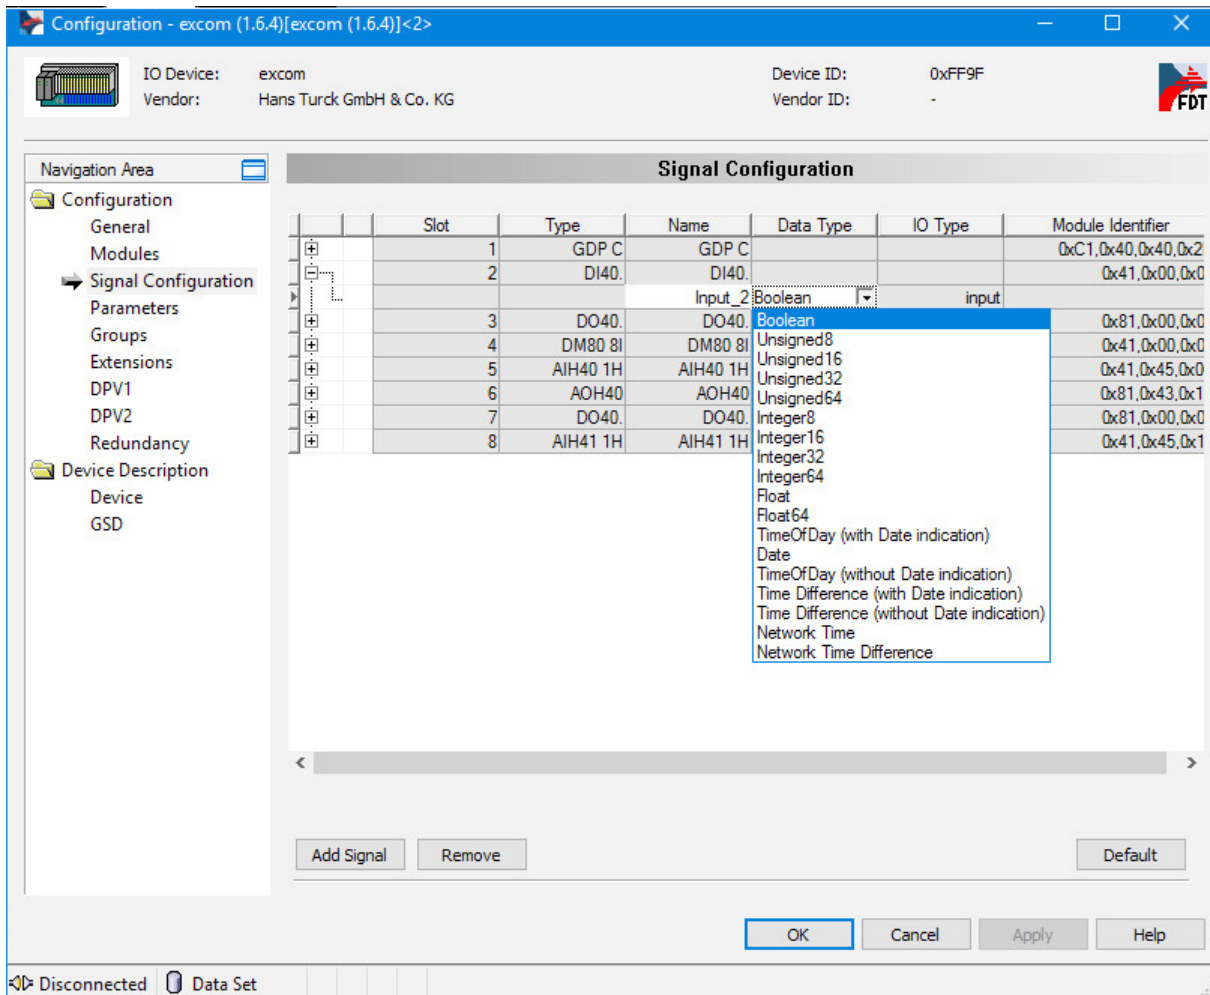 Configuration - excom (1.6.4)[excom (1.6.4)]<2>
IO Device: excom Device ID: 0xFF9F
Vendor: Hans Turck GmbH & Co. KG Vendor ID: -
FDT
Navigation Area
Configuration
General
Modules
Signal Configuration
Parameters
Groups
Extensions
DPV1
DPV2
Redundancy
Device Description
Device
GSD
Signal Configuration
Slot Type Name Data Type IO Type Module Identifier
1 GDP C GDP C 0xC1,0x40,0x40,0x2
2 DI40. DI40. 0x41,0x00,0x0
Input_2 Boolean input
3 DO40. DO40. 0x81,0x00,0x0
4 DM80 8I DM80 8I 0x41,0x00,0x0
5 AIH40 1H AIH40 1H 0x41,0x45,0x0
6 AOH40 AOH40 0x81,0x43,0x1
7 DO40. DO40. 0x81,0x00,0x0
8 AIH41 1H AIH41 1H 0x41,0x45,0x1
Boolean
Unsigned8
Unsigned16
Unsigned32
Unsigned64
Integer8
Integer16
Integer32
Integer64
Float
Float64
TimeOfDay (with Date indication)
Date
TimeOfDay (without Date indication)
Time Difference (with Date indication)
Time Difference (without Date indication)
Network Time
Network Time Difference
Add Signal Remove Default
OK Cancel Apply Help
Disconnected Data Set